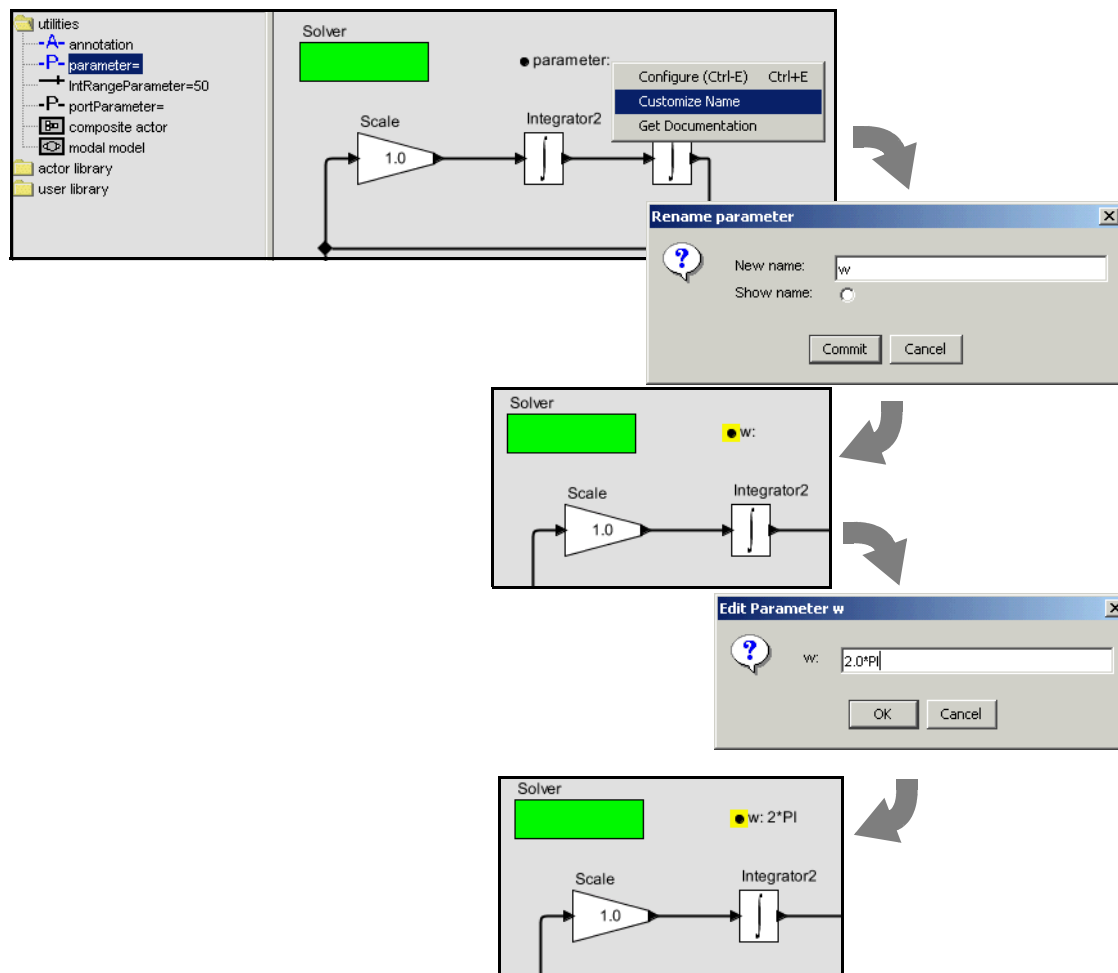 utilities
-A- annotation
-P- parameter=
IntRangeParameter=50
-P- portParameter=
composite actor
modal model
actor library
user library
Solver
parameter:
Configure (Ctrl-E) Ctrl+E
Customize Name
Get Documentation
Scale
Integrator2
1.0
∫
∫
Rename parameter
?
New name: w
Show name:
Commit Cancel
Solver
w:
Scale
Integrator2
1.0
∫
Edit Parameter w
?
w: 2.0*PI
OK Cancel
Solver
w: 2*PI
Scale
Integrator2
1.0
∫